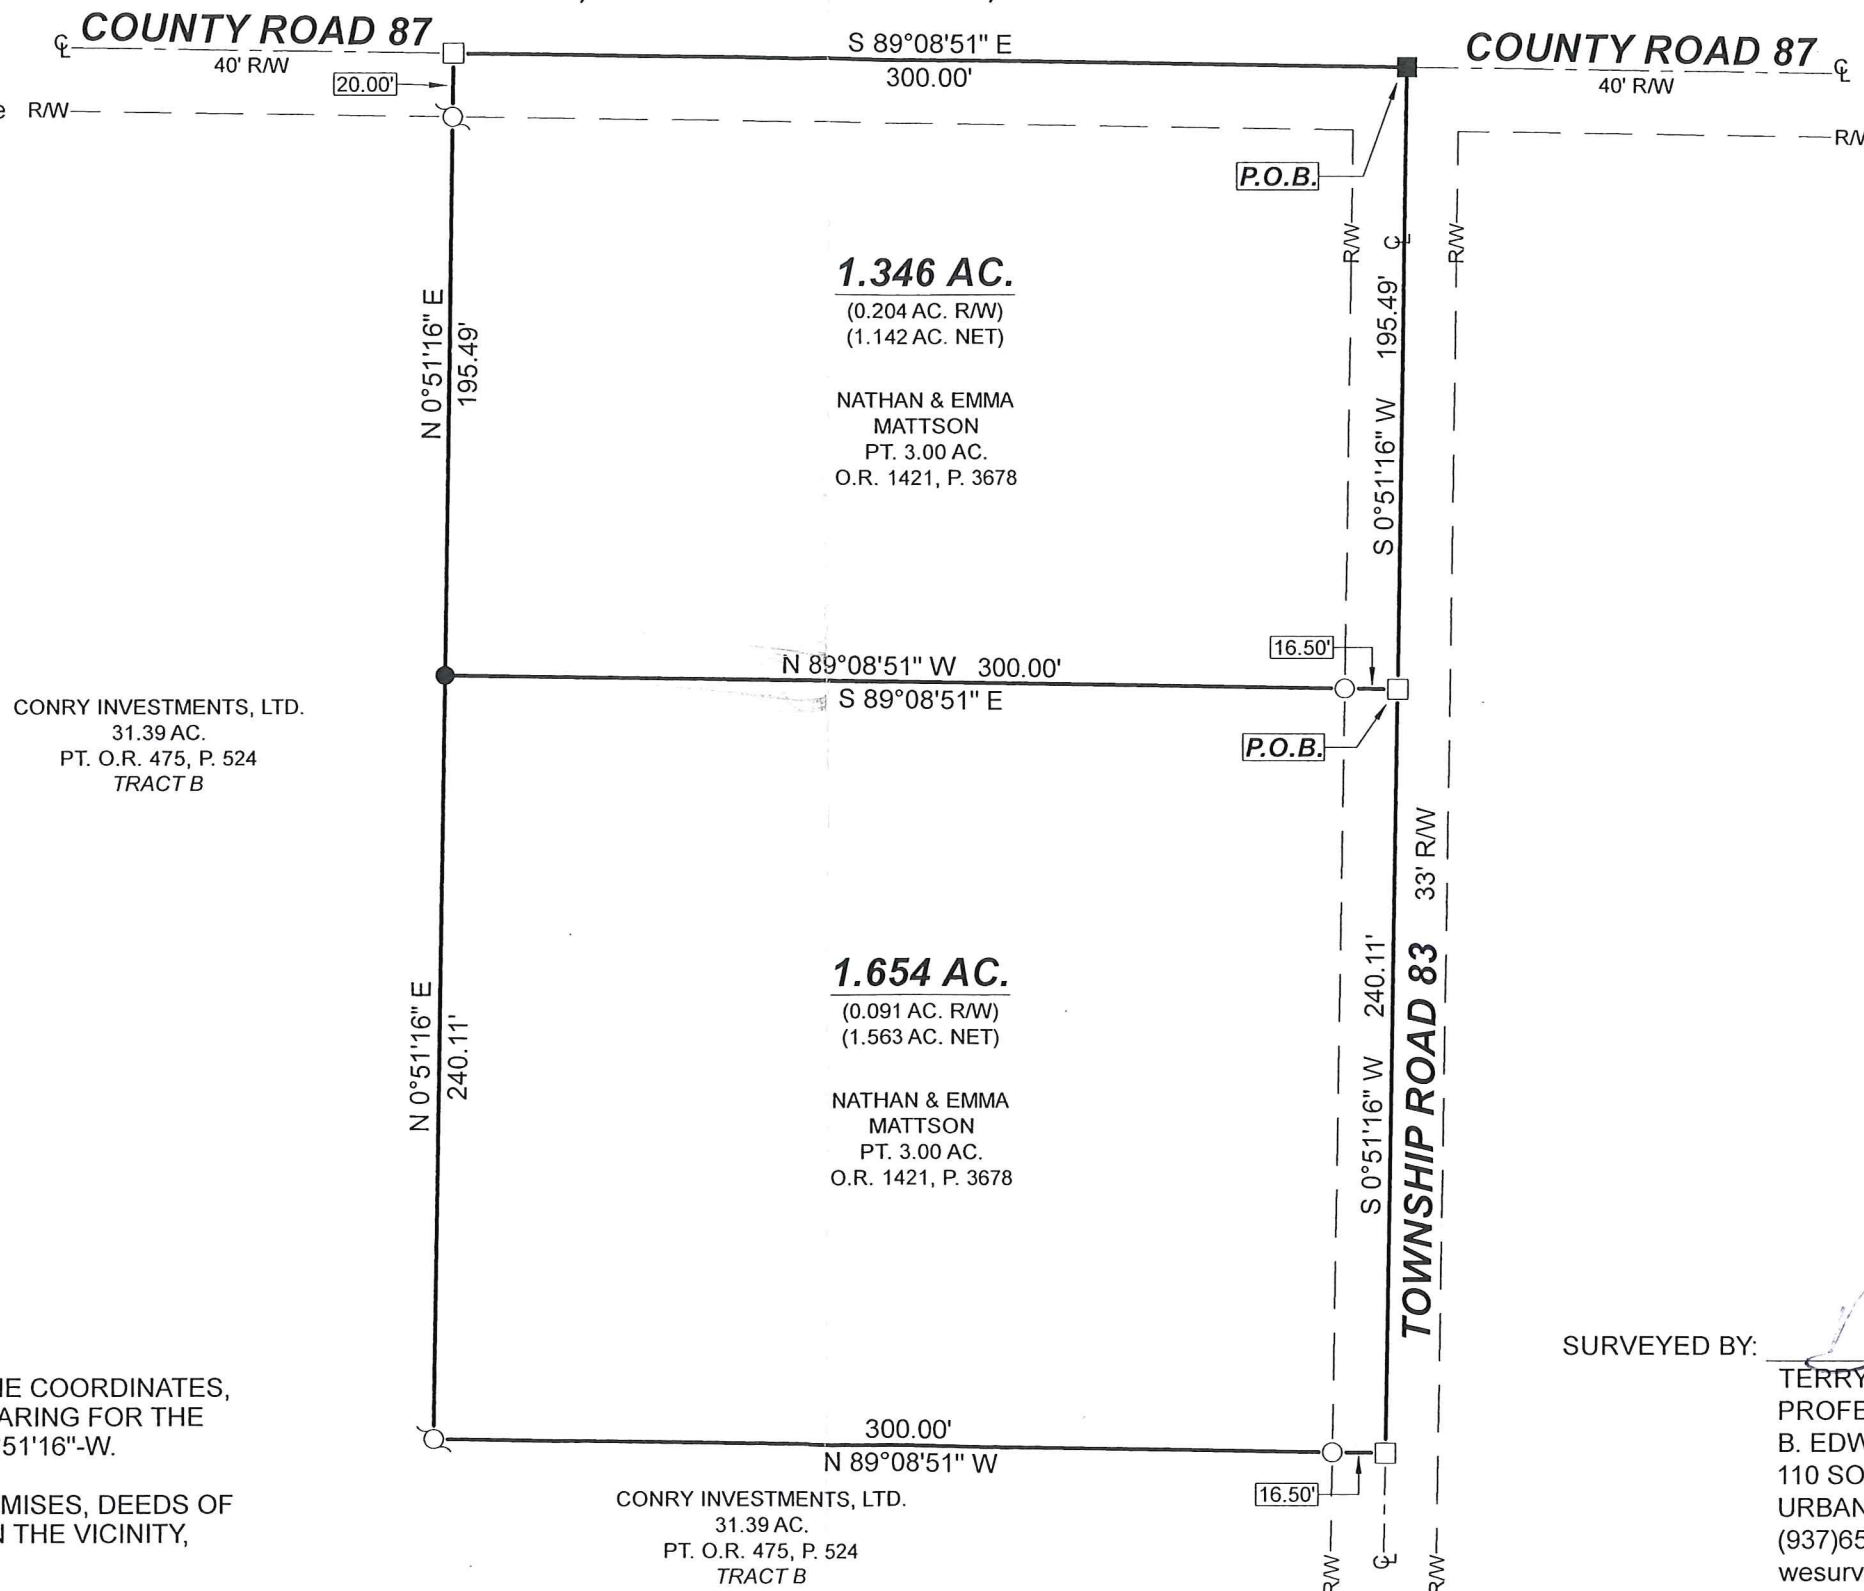 COUNTY ROAD 87
40' R/W
20.00'
S 89°08'51" E
300.00'
COUNTY ROAD 87
40' R/W
R/W
P.O.B.
R/W
R/W
1.346 AC.
(0.204 AC. R/W)
(1.142 AC. NET)
NATHAN & EMMA
MATTSON
PT. 3.00 AC.
O.R. 1421, P. 3678
N 0°51'16" E
195.49'
S 0°51'16" W 195.49'
16.50'
N 89°08'51" W 300.00'
S 89°08'51" E
P.O.B.
CONRY INVESTMENTS, LTD.
31.39 AC.
PT. O.R. 475, P. 524
TRACT B
1.654 AC.
(0.091 AC. R/W)
(1.563 AC. NET)
NATHAN & EMMA
MATTSON
PT. 3.00 AC.
O.R. 1421, P. 3678
N 0°51'16" E
240.11'
S 0°51'16" W 240.11'
TOWNSHIP ROAD 83 33' R/W
300.00'
N 89°08'51" W
16.50'
CONRY INVESTMENTS, LTD.
31.39 AC.
PT. O.R. 475, P. 524
TRACT B
R/W
R/W
COORDINATES,
FOR THE
51'16"-W.
DEEDS OF
THE VICINITY,
SURVEYED BY:
TERRY
B.
110
(937)65